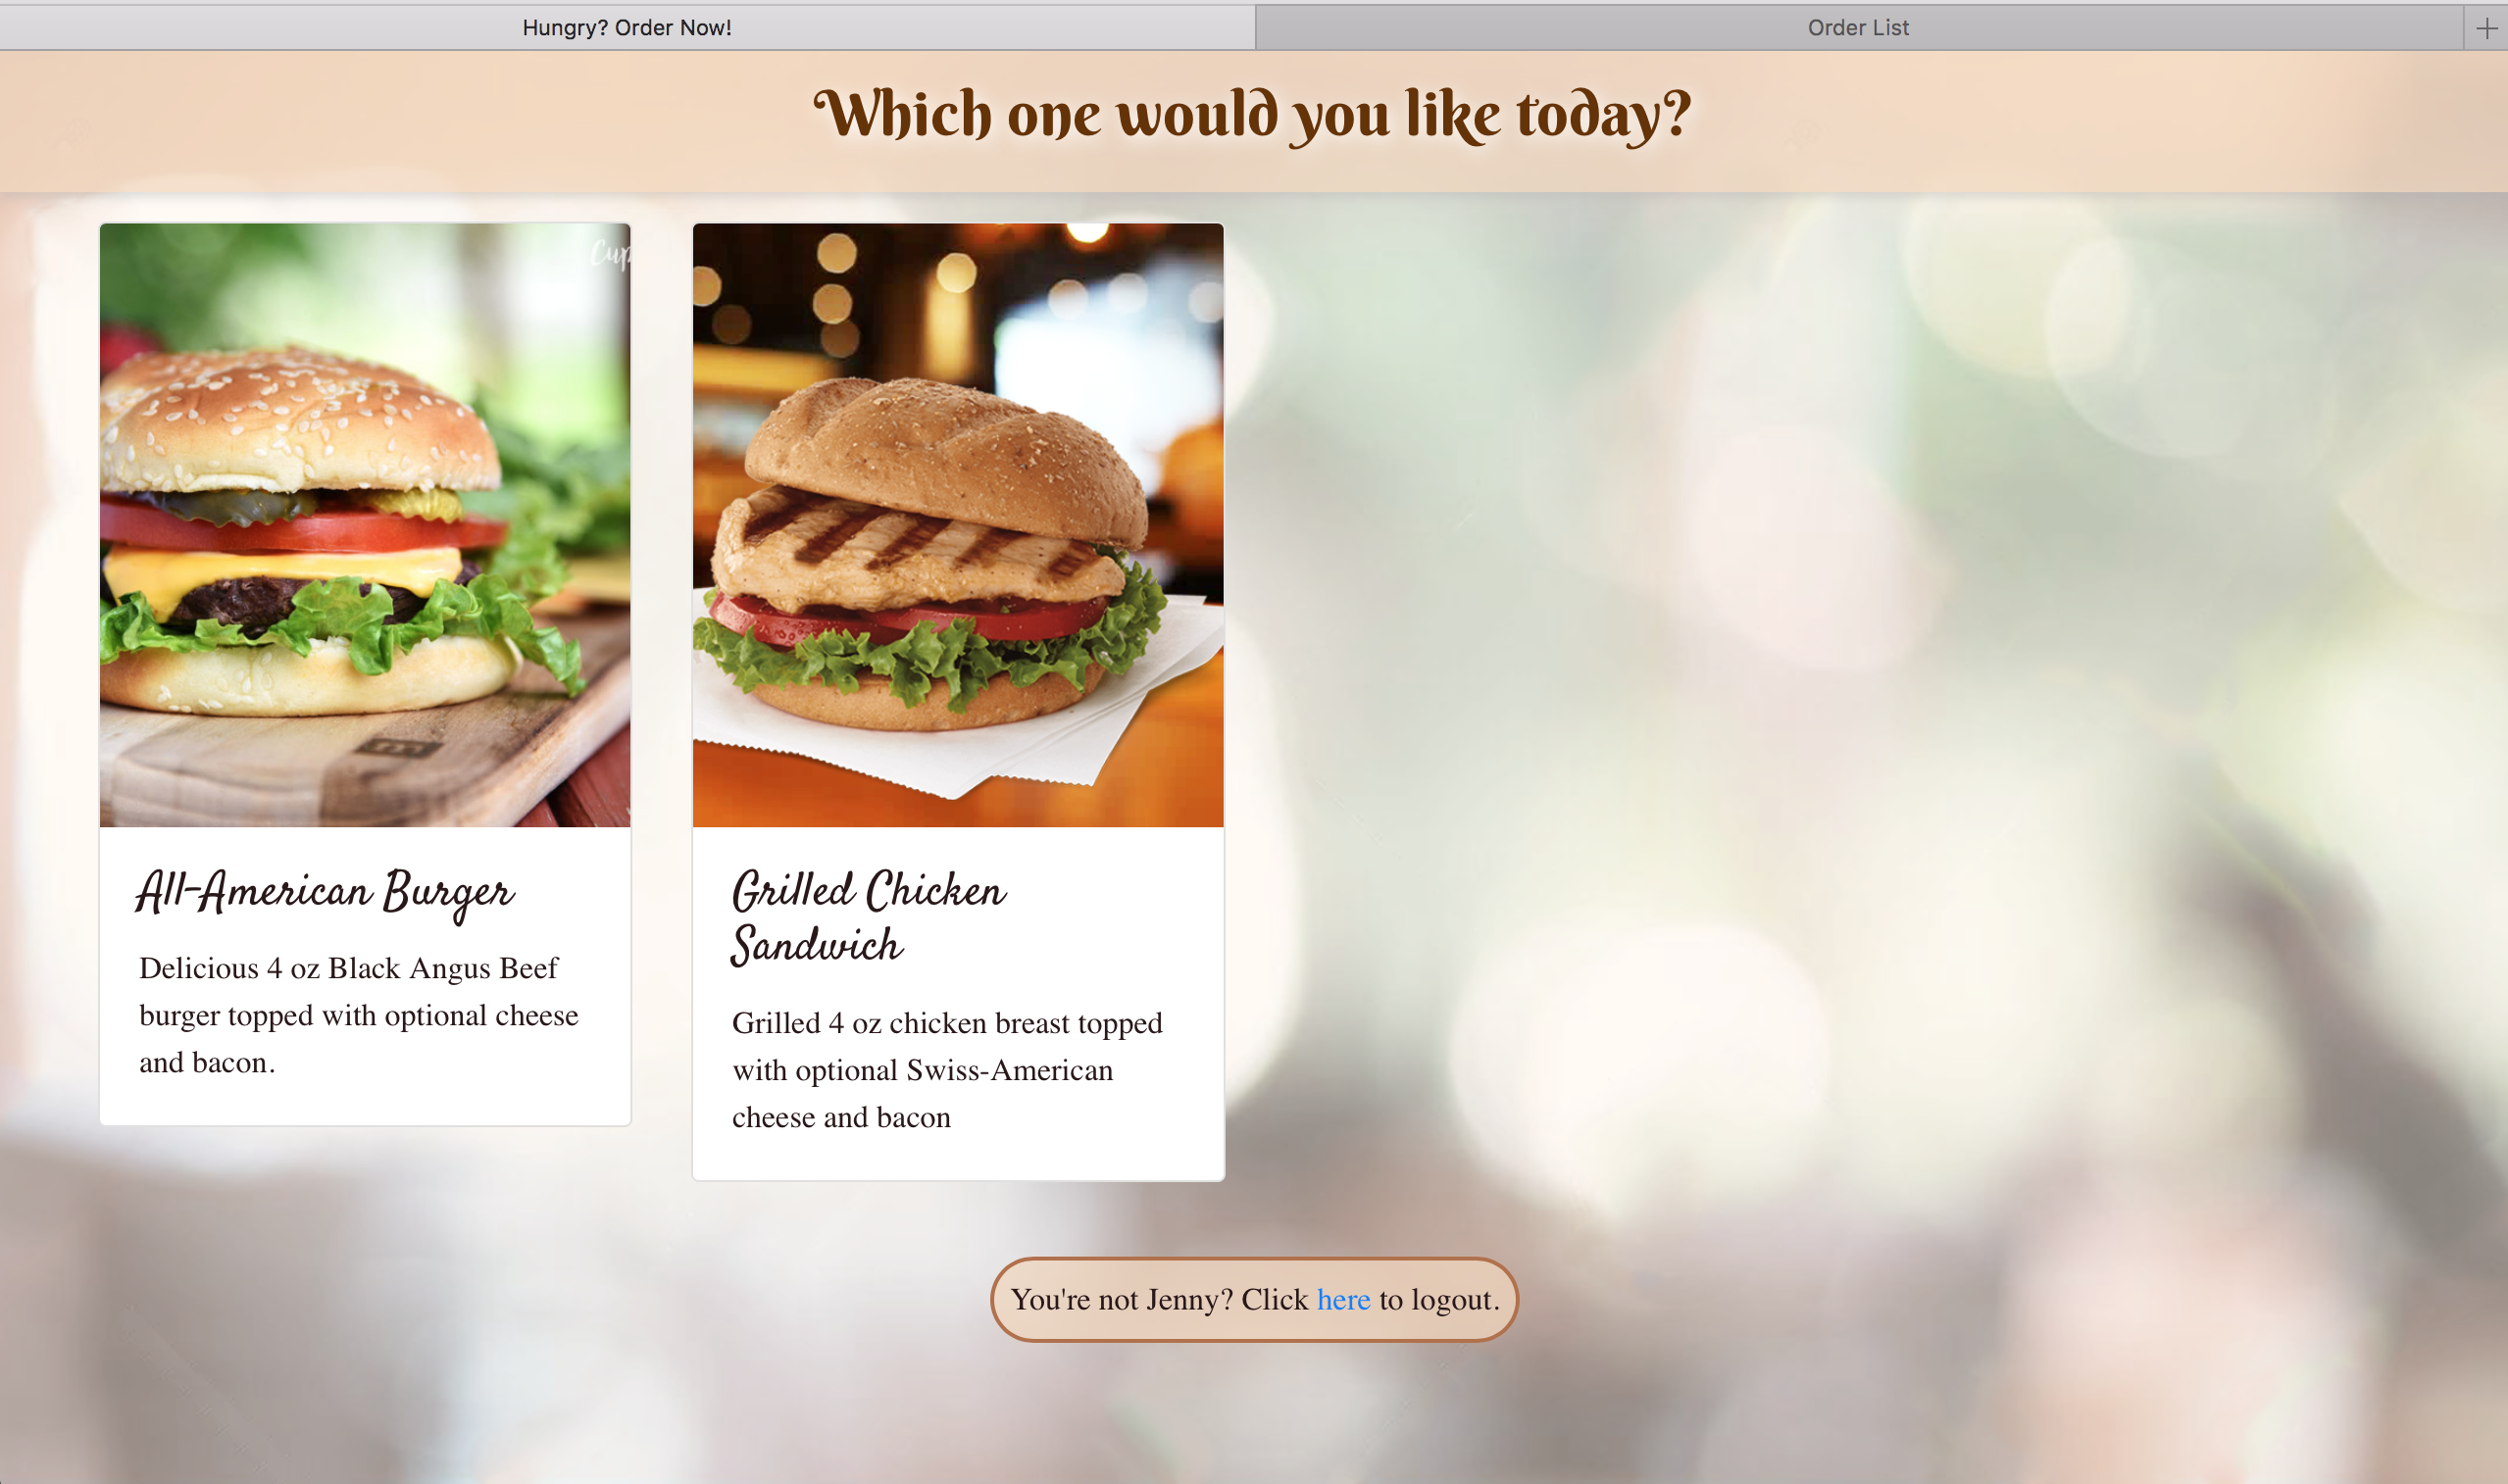 Hungry? Order Now!
Order List
Which one would you like today?
Cup
All-American Burger
Delicious 4 oz Black Angus Beef
burger topped with optional cheese
and bacon.
Grilled Chicken
Sandwich
Grilled 4 oz chicken breast topped
with optional Swiss-American
cheese and bacon
You're not Jenny? Click here to logout.